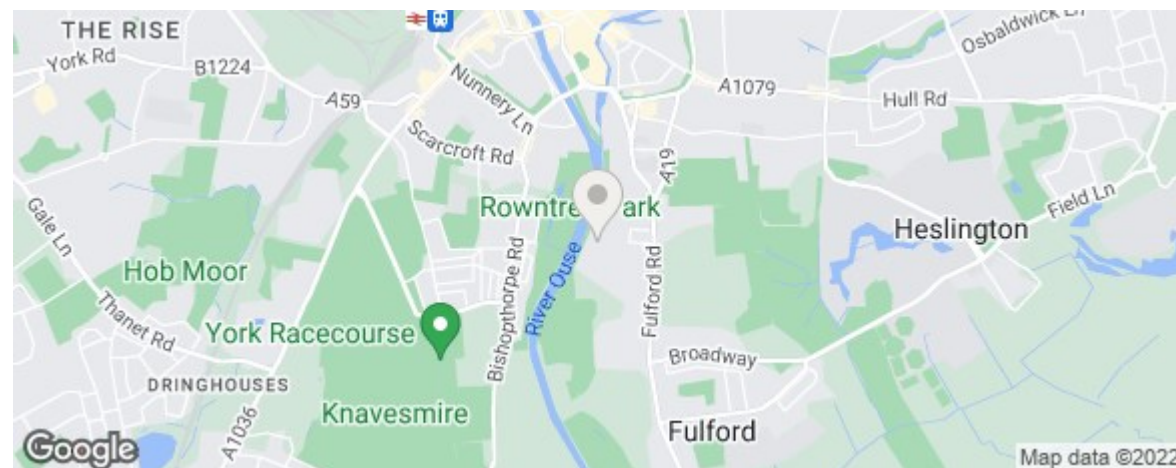 THE RISE
York Rd
B1224
A59
Nunnery Ln
Scarcroft Rd
A1079
Hull Rd
Osbaldwick Ln
A19
Gale Ln
Rowntree Park
Heslington
Field Ln
Hob Moor
Thanet Rd
York Racecourse
Bishopthorpe Rd
River Ouse
Fulford Rd
Broadway
DRINGHOUSES
A1036
Knavesmire
Fulford
Google
Map data ©2022